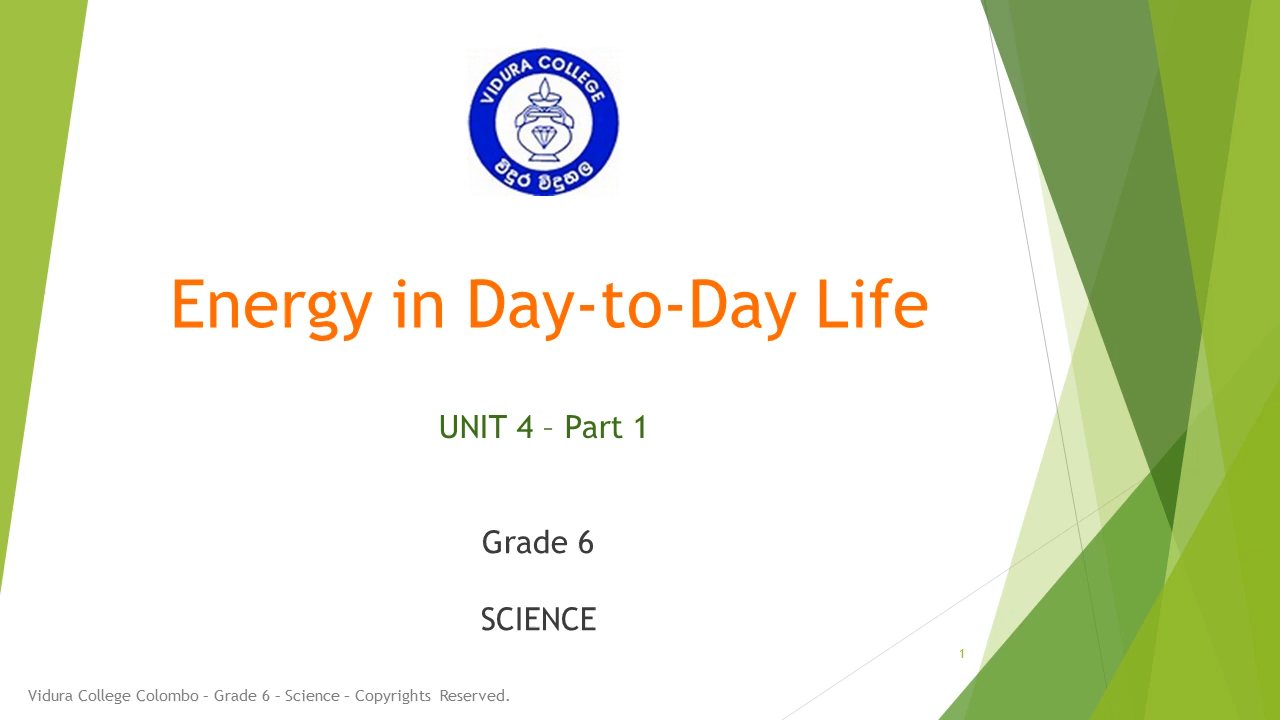 VIDURA COLLEGE
විදුර විදුහල
Energy in Day-to-Day Life
UNIT 4 – Part 1
Grade 6
SCIENCE
1
Vidura College Colombo – Grade 6 – Science – Copyrights Reserved.